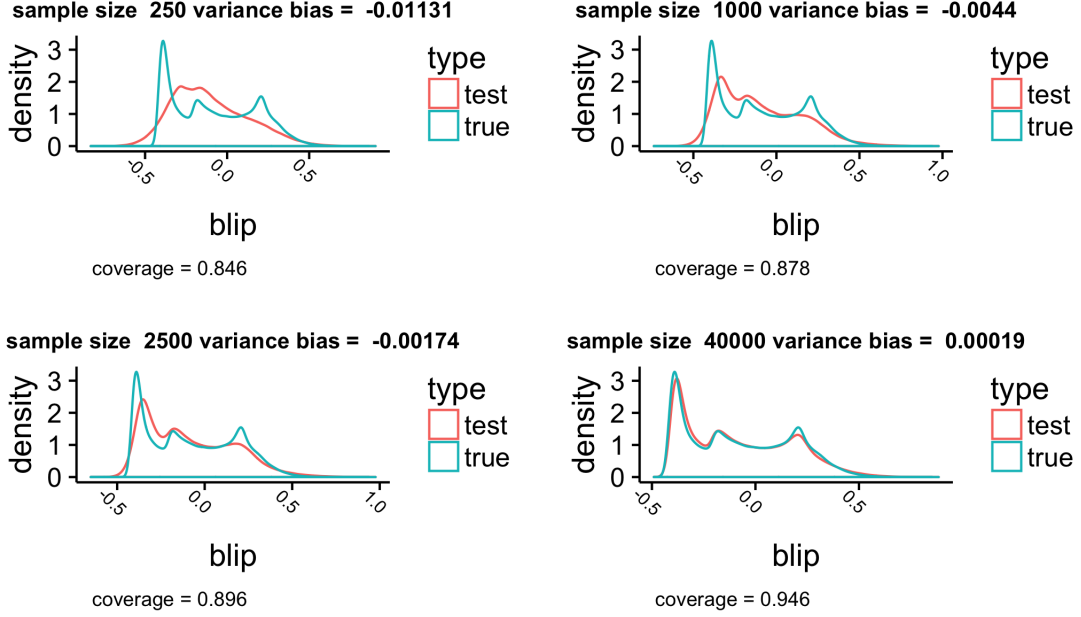 sample size 250 variance bias = -0.01131
density
3
2
1
0
-0.5
0.0
0.5
blip
type
test
true
coverage = 0.846
sample size 1000 variance bias = -0.0044
density
3
2
1
0
-0.5
0.0
0.5
1.0
blip
type
test
true
coverage = 0.878
sample size 2500 variance bias = -0.00174
density
3
2
1
0
-0.5
0.0
0.5
1.0
blip
type
test
true
coverage = 0.896
sample size 40000 variance bias = 0.00019
density
3
2
1
0
-0.5
0.0
0.5
blip
type
test
true
coverage = 0.946